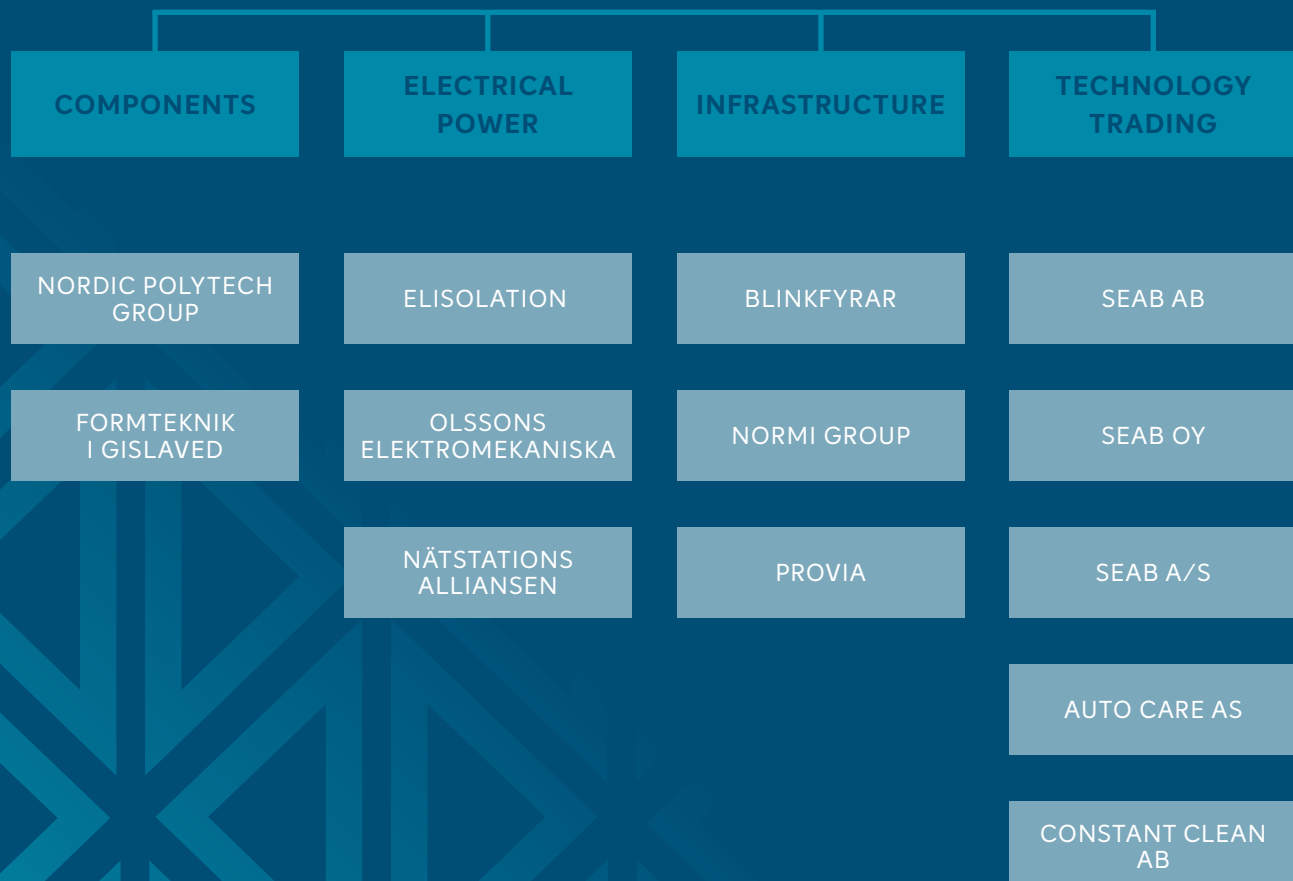 COMPONENTS
ELECTRICAL
POWER
INFRASTRUCTURE
TECHNOLOGY
TRADING
NORDIC POLYTECH
GROUP
ELISOLATION
BLINKFYRAR
SEAB AB
FORMTEKNIK
I GISLAVED
OLSSONS
ELEKTROMEKANISKA
NORMI GROUP
SEAB OY
NÄTSTATIONS
ALLIANSEN
PROVIA
SEAB A/S
AUTO CARE AS
CONSTANT CLEAN
AB